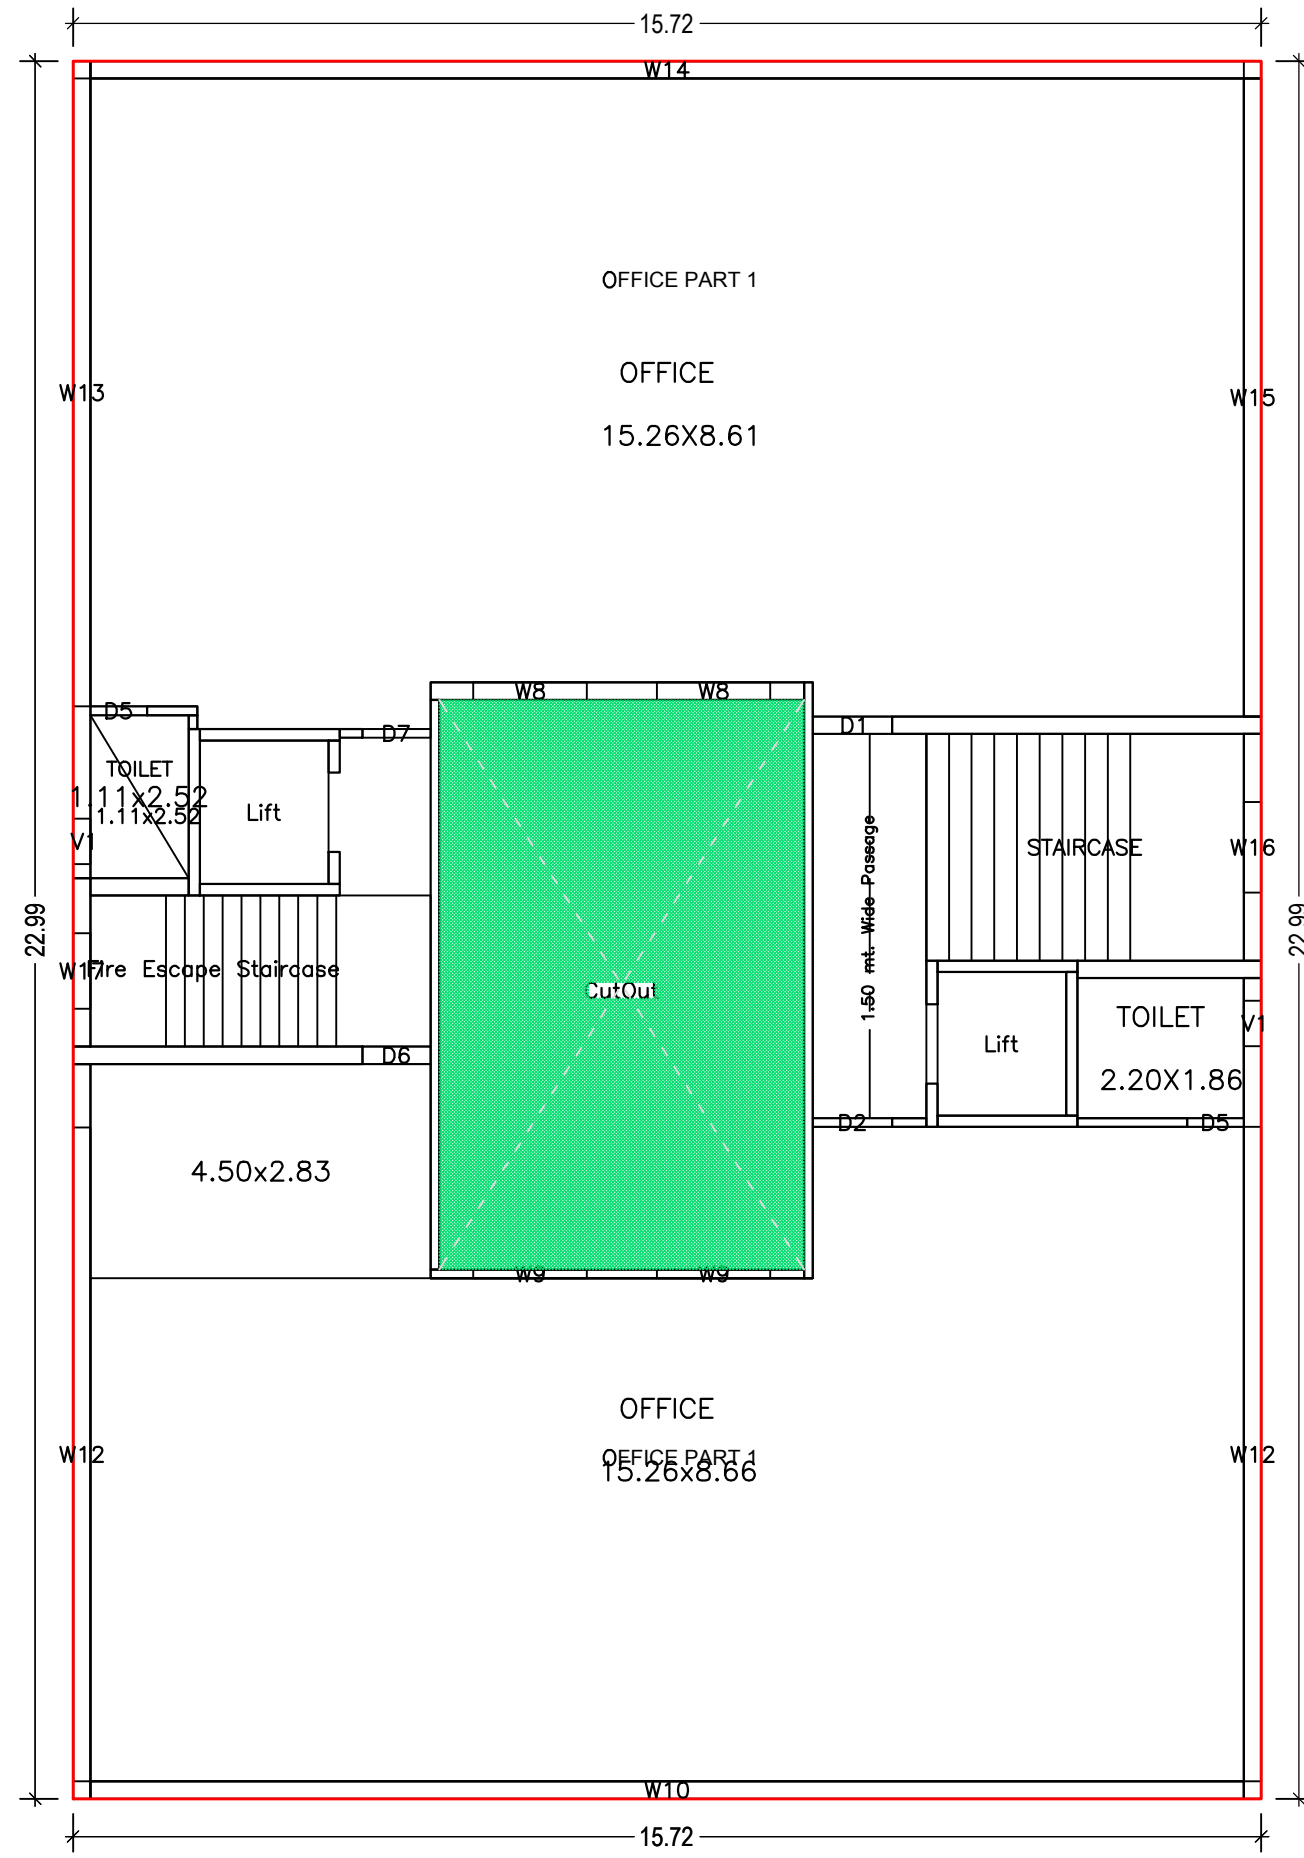 15.72
W14
OFFICE PART 1
OFFICE
W13
W15
15.26X8.61
W8
W8
D5
D1
D7
TOILET
1.11x2.52
1.11x2.52
Lift
V1
STAIRCASE
W16
1.50 mt. Wide Passage
22.99
22.99
W17
Fire Escape Staircase
CutOut
TOILET
V1
Lift
D6
2.20X1.86
D2
D5
4.50x2.83
W9
W9
OFFICE
W12
OFFICE PART 1
W12
15.26x8.66
W10
15.72